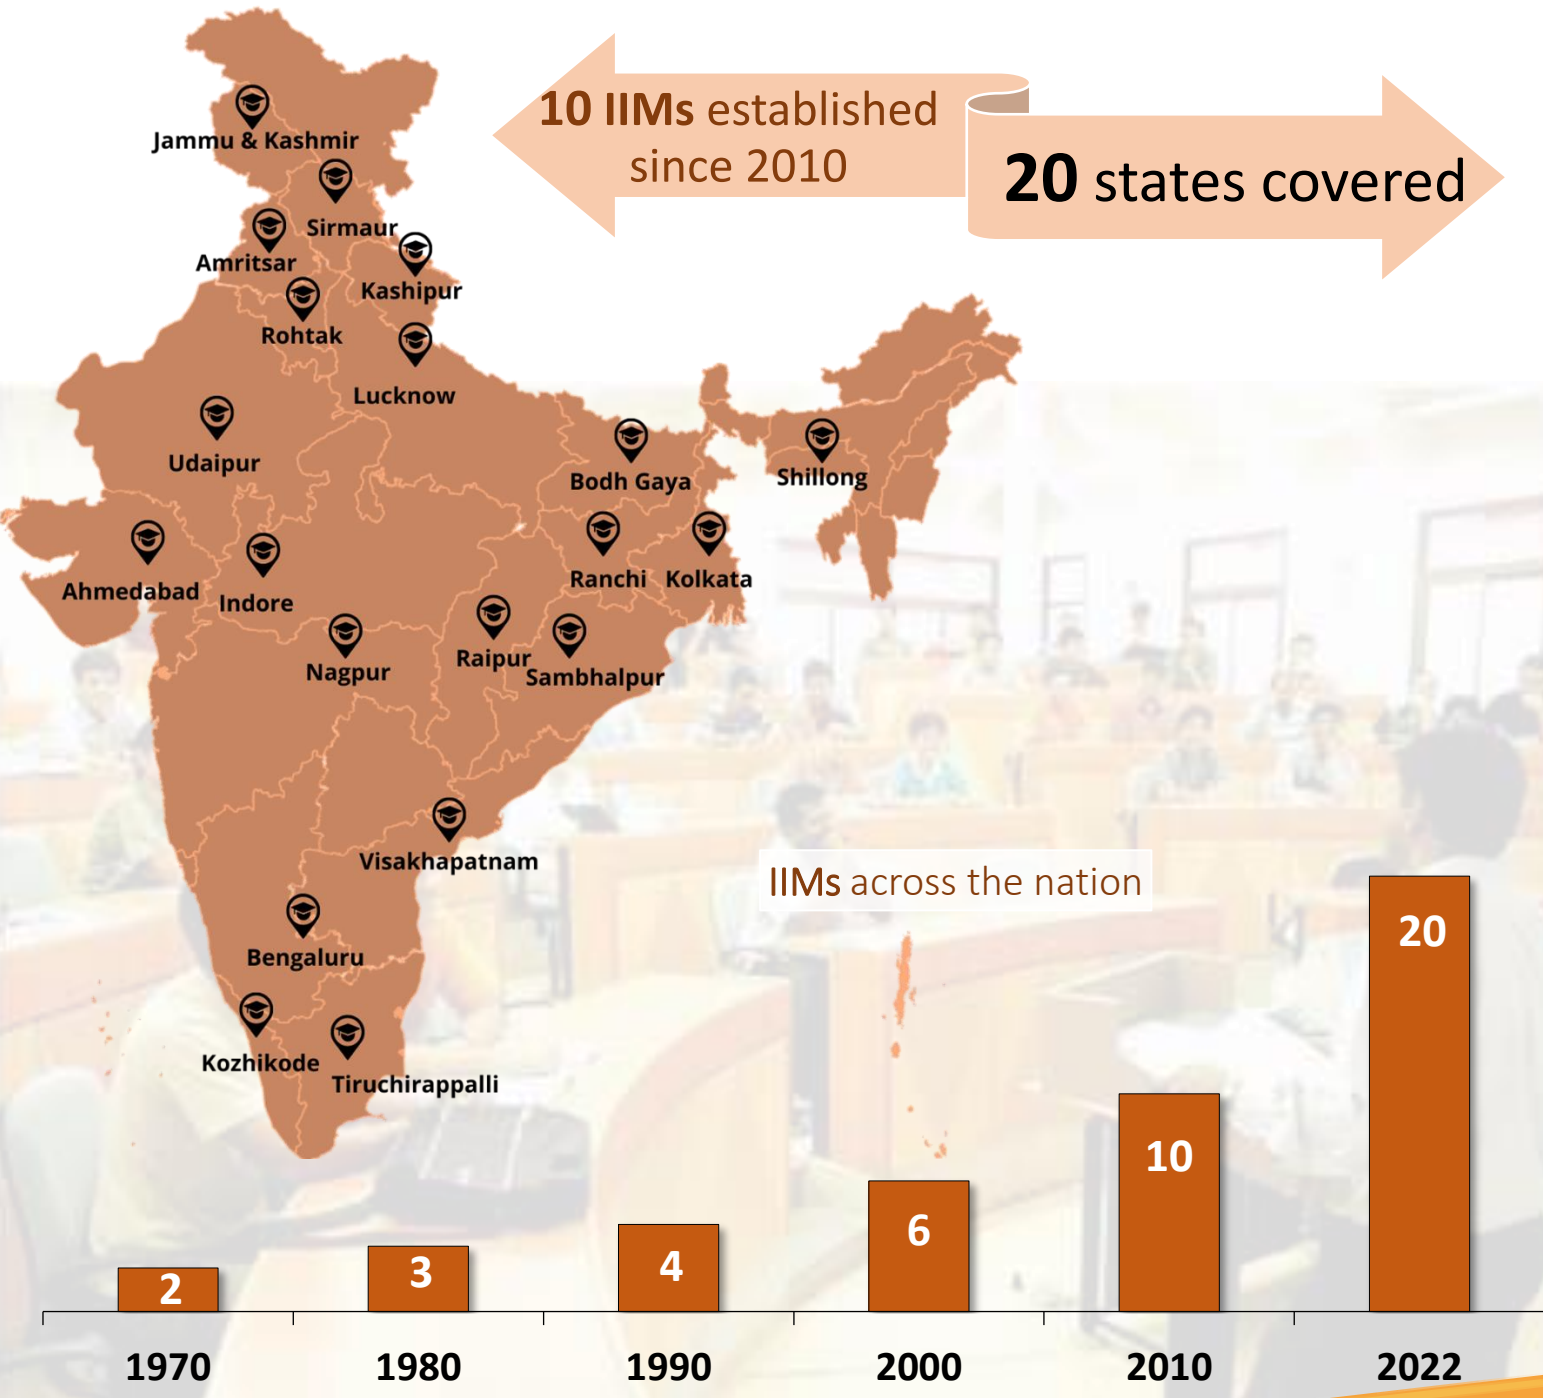 10 IIMs established
since 2010
20 states covered
Jammu & Kashmir
Sirmaur
Amritsar
Kashipur
Rohtak
Lucknow
Udaipur
Bodh Gaya
Shillong
Ahmedabad
Indore
Ranchi
Kolkata
Nagpur
Raipur
Sambhalpur
Visakhapatnam
Bengaluru
Kozhikode
Tiruchirappalli
IIMs across the nation
2
3
4
6
10
20
1970
1980
1990
2000
2010
2022